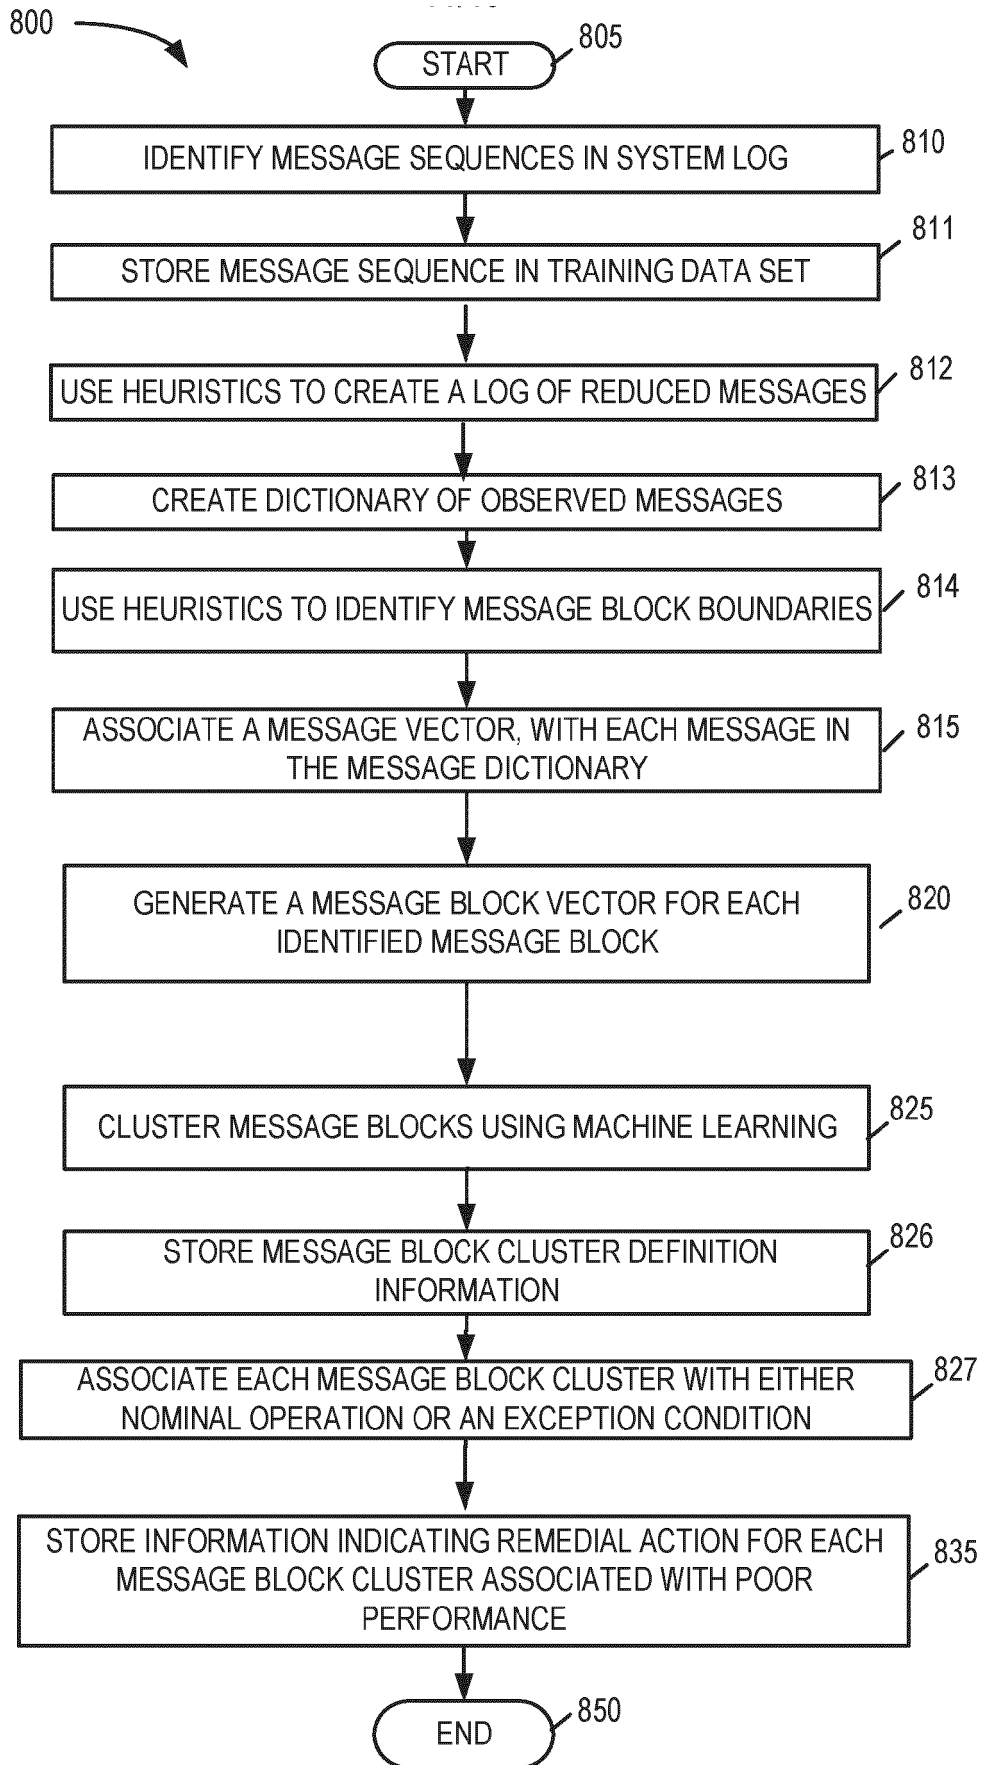 800
START
805
IDENTIFY MESSAGE SEQUENCES IN SYSTEM LOG
810
STORE MESSAGE SEQUENCE IN TRAINING DATA SET
811
USE HEURISTICS TO CREATE A LOG OF REDUCED MESSAGES
812
CREATE DICTIONARY OF OBSERVED MESSAGES
813
USE HEURISTICS TO IDENTIFY MESSAGE BLOCK BOUNDARIES
814
ASSOCIATE A MESSAGE VECTOR, WITH EACH MESSAGE IN
THE MESSAGE DICTIONARY
815
GENERATE A MESSAGE BLOCK VECTOR FOR EACH
IDENTIFIED MESSAGE BLOCK
820
CLUSTER MESSAGE BLOCKS USING MACHINE LEARNING
825
STORE MESSAGE BLOCK CLUSTER DEFINITION
INFORMATION
826
ASSOCIATE EACH MESSAGE BLOCK CLUSTER WITH EITHER
NOMINAL OPERATION OR AN EXCEPTION CONDITION
827
STORE INFORMATION INDICATING REMEDIAL ACTION FOR EACH
MESSAGE BLOCK CLUSTER ASSOCIATED WITH POOR
PERFORMANCE
835
END
850